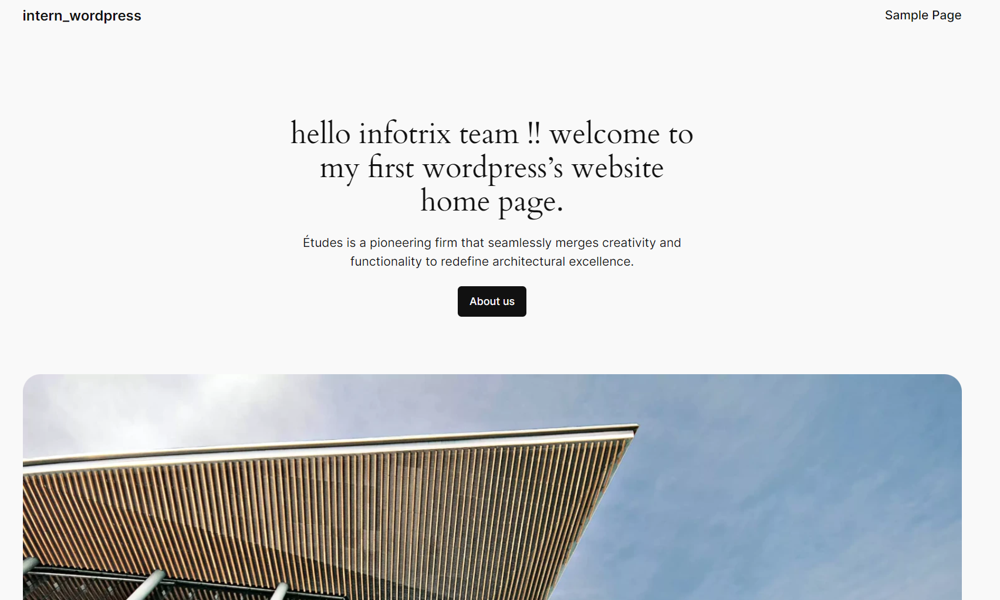 intern_wordpress
Sample Page
hello infotrix team !! welcome to
my first wordpress’s website
home page.
Études is a pioneering firm that seamlessly merges creativity and
functionality to redefine architectural excellence.
About us